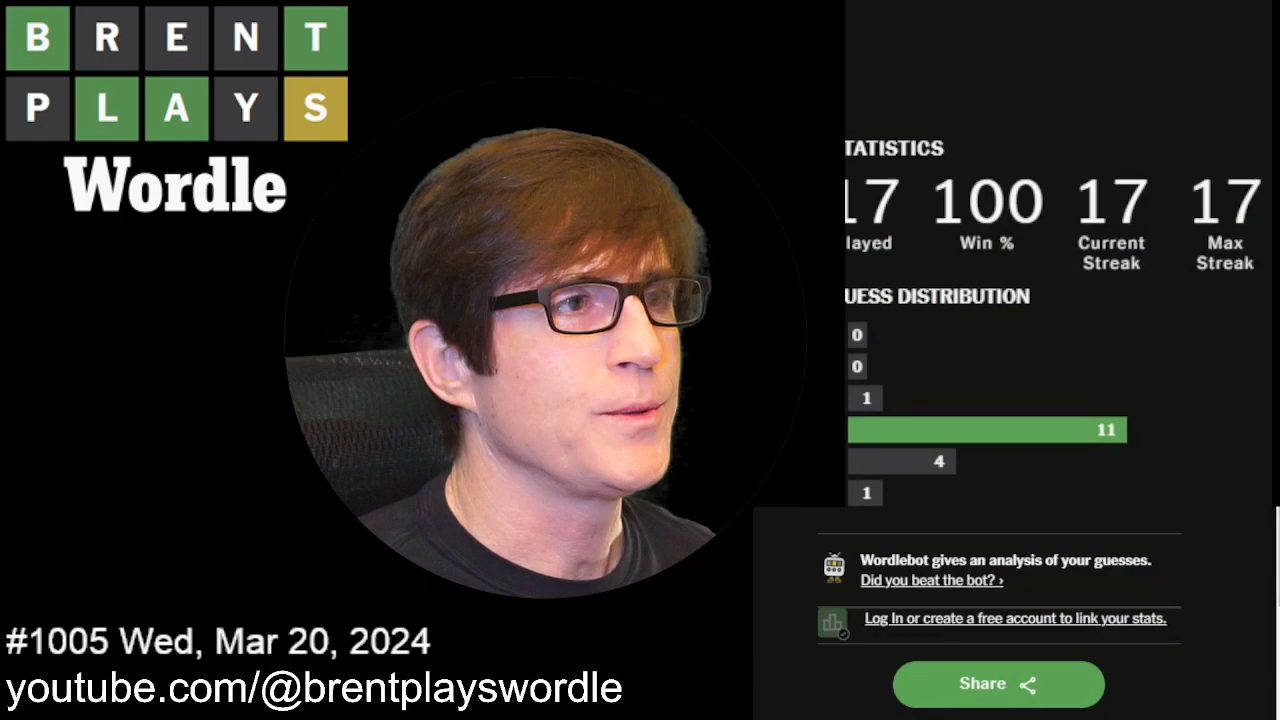 BRENT
PLAYS
Wordle
TATISTICS
17 100 17 17
layed Win % Current Streak Max Streak
UESS DISTRIBUTION
0
0
1
11
4
1
Wordlebot gives an analysis of your guesses.
Did you beat the bot? ›
Log In or create a free account to link your stats.
Share
#1005 Wed, Mar 20, 2024
youtube.com/@brentplayswordle